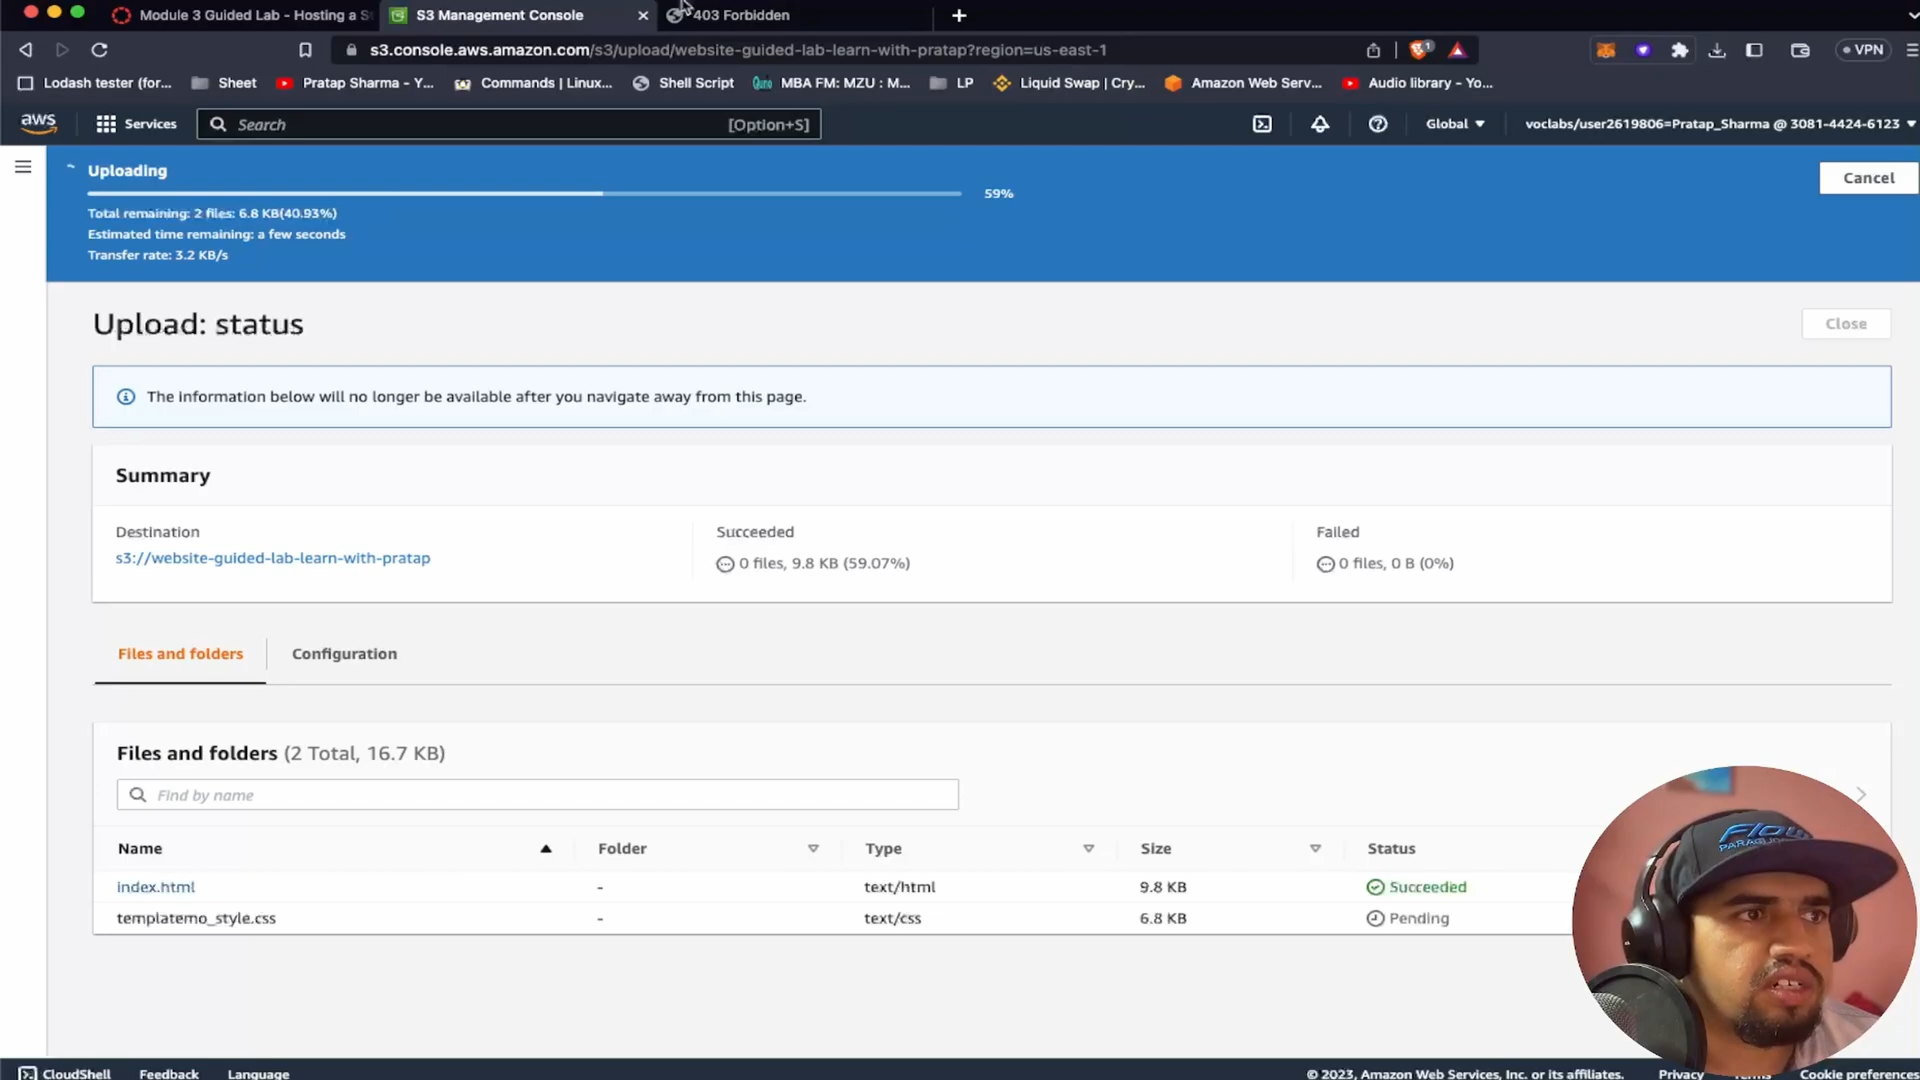 Module 3 Guided Lab - Hosting a S
S3 Management Console
403 Forbidden
s3.console.aws.amazon.com/s3/upload/website-guided-lab-learn-with-pratap?region=us-east-1
1
VPN
Lodash tester (for...
Sheet
Pratap Sharma - Y...
Commands | Linux...
Shell Script
MBA FM: MZU : M...
LP
Liquid Swap | Cry...
Amazon Web Serv...
Audio library - Yo...
aws
Services
Search
[Option+S]
Global
voclabs/user2619806=Pratap_Sharma @ 3081-4424-6123
Uploading
59%
Cancel
Total remaining: 2 files: 6.8 KB(40.93%)
Estimated time remaining: a few seconds
Transfer rate: 3.2 KB/s
Upload: status
Close
The information below will no longer be available after you navigate away from this page.
Summary
Destination
s3://website-guided-lab-learn-with-pratap
Succeeded
0 files, 9.8 KB (59.07%)
Failed
0 files, 0 B (0%)
Files and folders
Configuration
Files and folders (2 Total, 16.7 KB)
Find by name
Name
Folder
Type
Size
Status
index.html
-
text/html
9.8 KB
Succeeded
templatemo_style.css
-
text/css
6.8 KB
Pending
CloudShell
Feedback
Language
© 2023, Amazon Web Services, Inc. or its affiliates.
Privacy
Terms
Cookie preferences